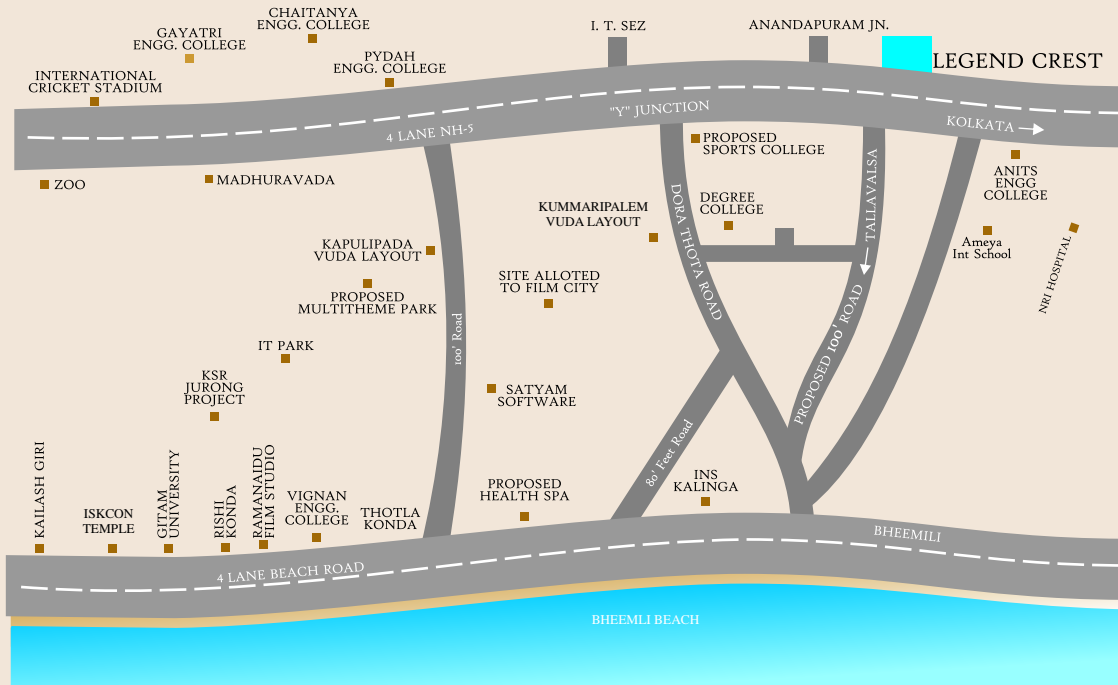 CHAITANYA
ENGG. COLLEGE
GAYATRI
ENGG. COLLEGE
PYDAH
ENGG. COLLEGE
INTERNATIONAL
CRICKET STADIUM
I. T. SEZ
ANANDAPURAM JN.
LEGEND CREST
4 LANE NH-5
"Y" JUNCTION
KOLKATA
ZOO
MADHURAVADA
PROPOSED
SPORTS COLLEGE
ANITS
ENGG
COLLEGE
KUMMARIPALEM
VUDA LAYOUT
DEGREE
COLLEGE
DORA THOTA ROAD
TALLAVALSA
KAPULIPADA
VUDA LAYOUT
Ameya
Int School
NRI HOSPITAL
SITE ALLOTED
TO FILM CITY
PROPOSED
MULTITHEME PARK
100' Road
PROPOSED 100' ROAD
IT PARK
KSR
JURONG
PROJECT
SATYAM
SOFTWARE
80' Feet Road
KAILASH GIRI
ISKCON
TEMPLE
GITAM
UNIVERSITY
RISHI
KONDA
RAMANAIDU
FILM STUDIO
VIGNAN
ENGG.
COLLEGE
THOTLA
KONDA
PROPOSED
HEALTH SPA
INS
KALINGA
4 LANE BEACH ROAD
BHEEMILI
BHEEMLI BEACH